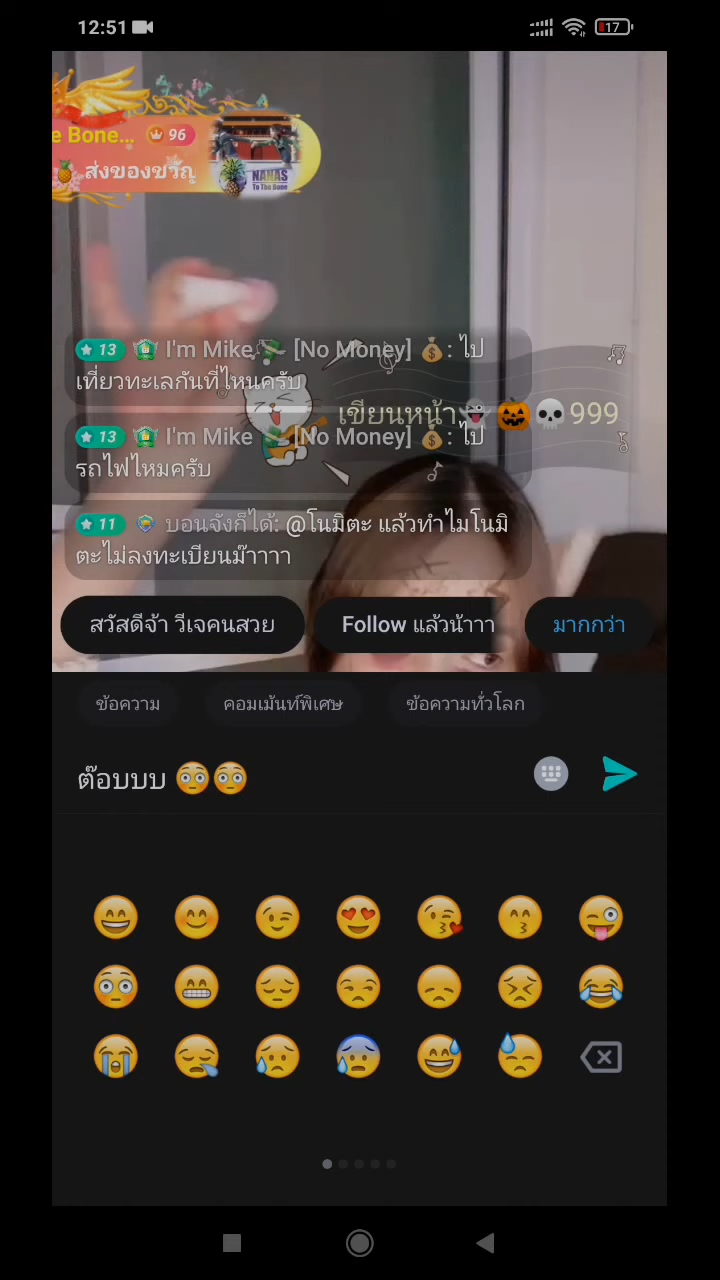 12:51
17
e Bone... 96
ส่งของขวัญ
NANAS
To The Bone
13 I'm Mike [No Money] 💰: ไป
เที่ยวทะเลกันที่ไหนครับ
เขียนหน้า👻🎃💀999
13 I'm Mike [No Money] 💰: ไป
รถไฟไหมครับ
11 บอนจังก็ได้: @โนมิตะ แล้วทำไมโนมิ
ตะไม่ลงทะเบียนม๊าาาา
สวัสดีจ้า วีเจคนสวย
Follow แล้วน้าาา
มากกว่า
ข้อความ
คอมเม้นท์พิเศษ
ข้อความทั่วโลก
ต๊อบบบ 😳😳